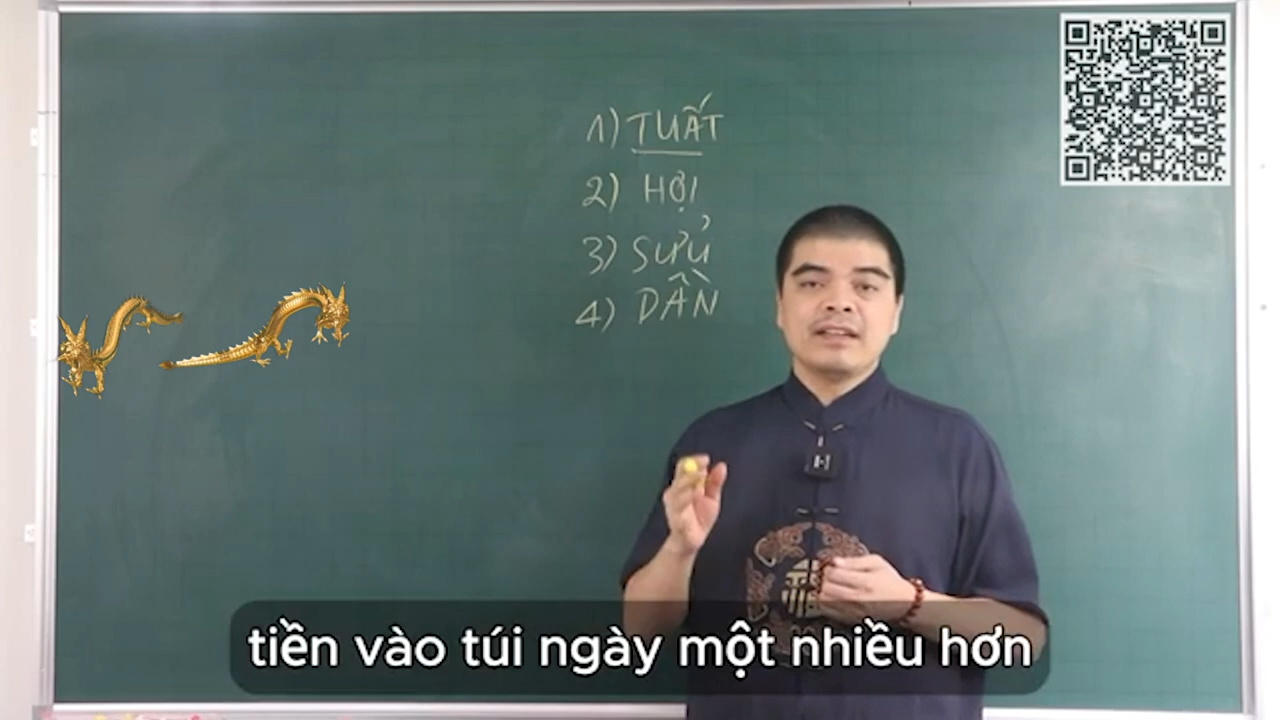 1) TUẤT
2) HỢI
3) SỬU
4) DẦN
tiền vào túi ngày một nhiều hơn